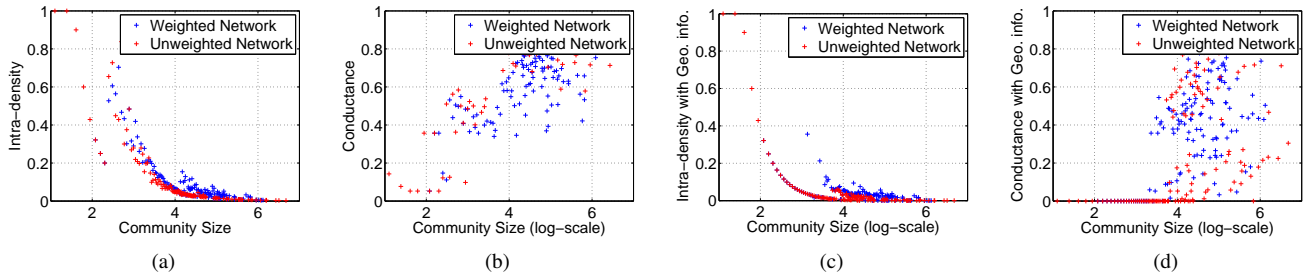 Intra−density
1
0.8
0.6
0.4
0.2
0
2
4
6
Community Size
Weighted Network
Unweighted Network
(a)
Conductance
1
0.8
0.6
0.4
0.2
0
2
4
6
Community Size (log−scale)
Weighted Network
Unweighted Network
(b)
Intra−density with Geo. info.
1
0.8
0.6
0.4
0.2
0
2
4
6
Community Size (log−scale)
Weighted Network
Unweighted Network
(c)
Conductance with Geo. info.
1
0.8
0.6
0.4
0.2
0
2
4
6
Community Size (log−scale)
Weighted Network
Unweighted Network
(d)